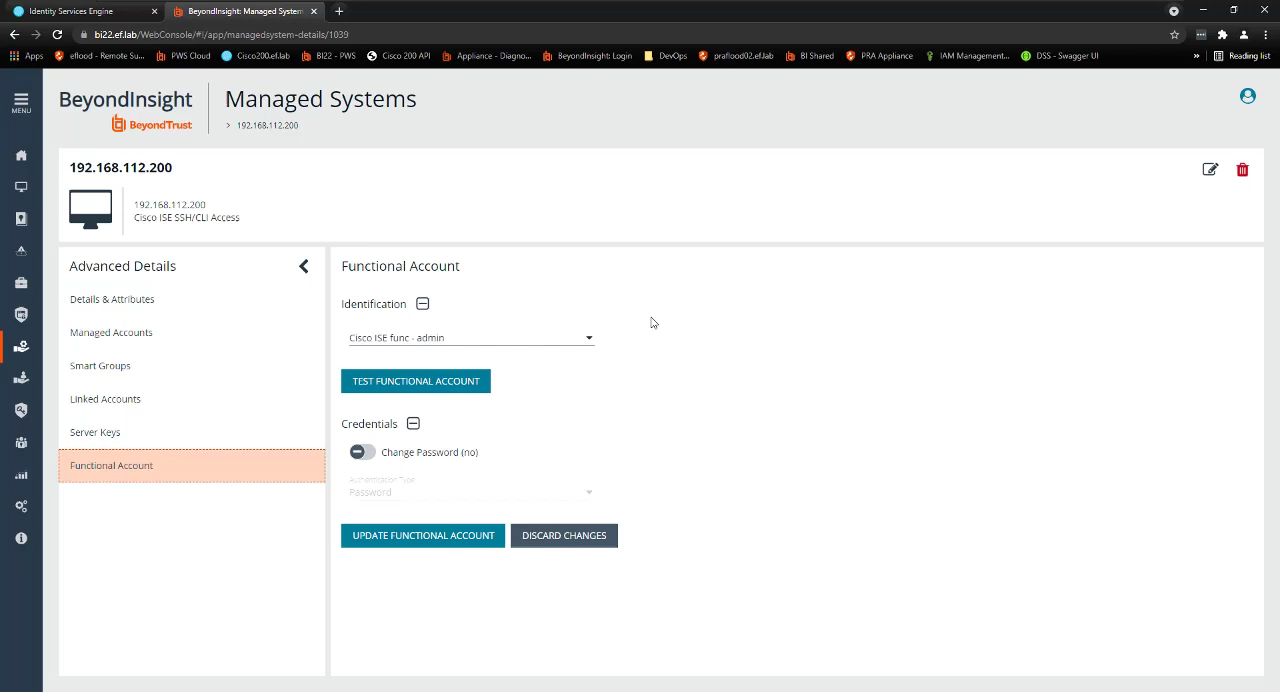 Identity Services Engine
BeyondInsight: Managed System
bi22.ef.lab/WebConsole/#!/app/managedsystem-details/1039
Apps
eflood - Remote Su...
PWS Cloud
Cisco200.ef.lab
BI22 - PWS
Cisco 200 API
Appliance - Diagno...
BeyondInsight: Login
DevOps
praflood02.ef.lab
BI Shared
PRA Appliance
IAM Management...
DSS - Swagger UI
»
Reading list
MENU
BeyondInsight
BeyondTrust
Managed Systems
> 192.168.112.200
192.168.112.200
192.168.112.200
Cisco ISE SSH/CLI Access
Advanced Details
Details & Attributes
Managed Accounts
Smart Groups
Linked Accounts
Server Keys
Functional Account
Functional Account
Identification
Cisco ISE func - admin
TEST FUNCTIONAL ACCOUNT
Credentials
Change Password (no)
Authentication Type
Password
UPDATE FUNCTIONAL ACCOUNT
DISCARD CHANGES